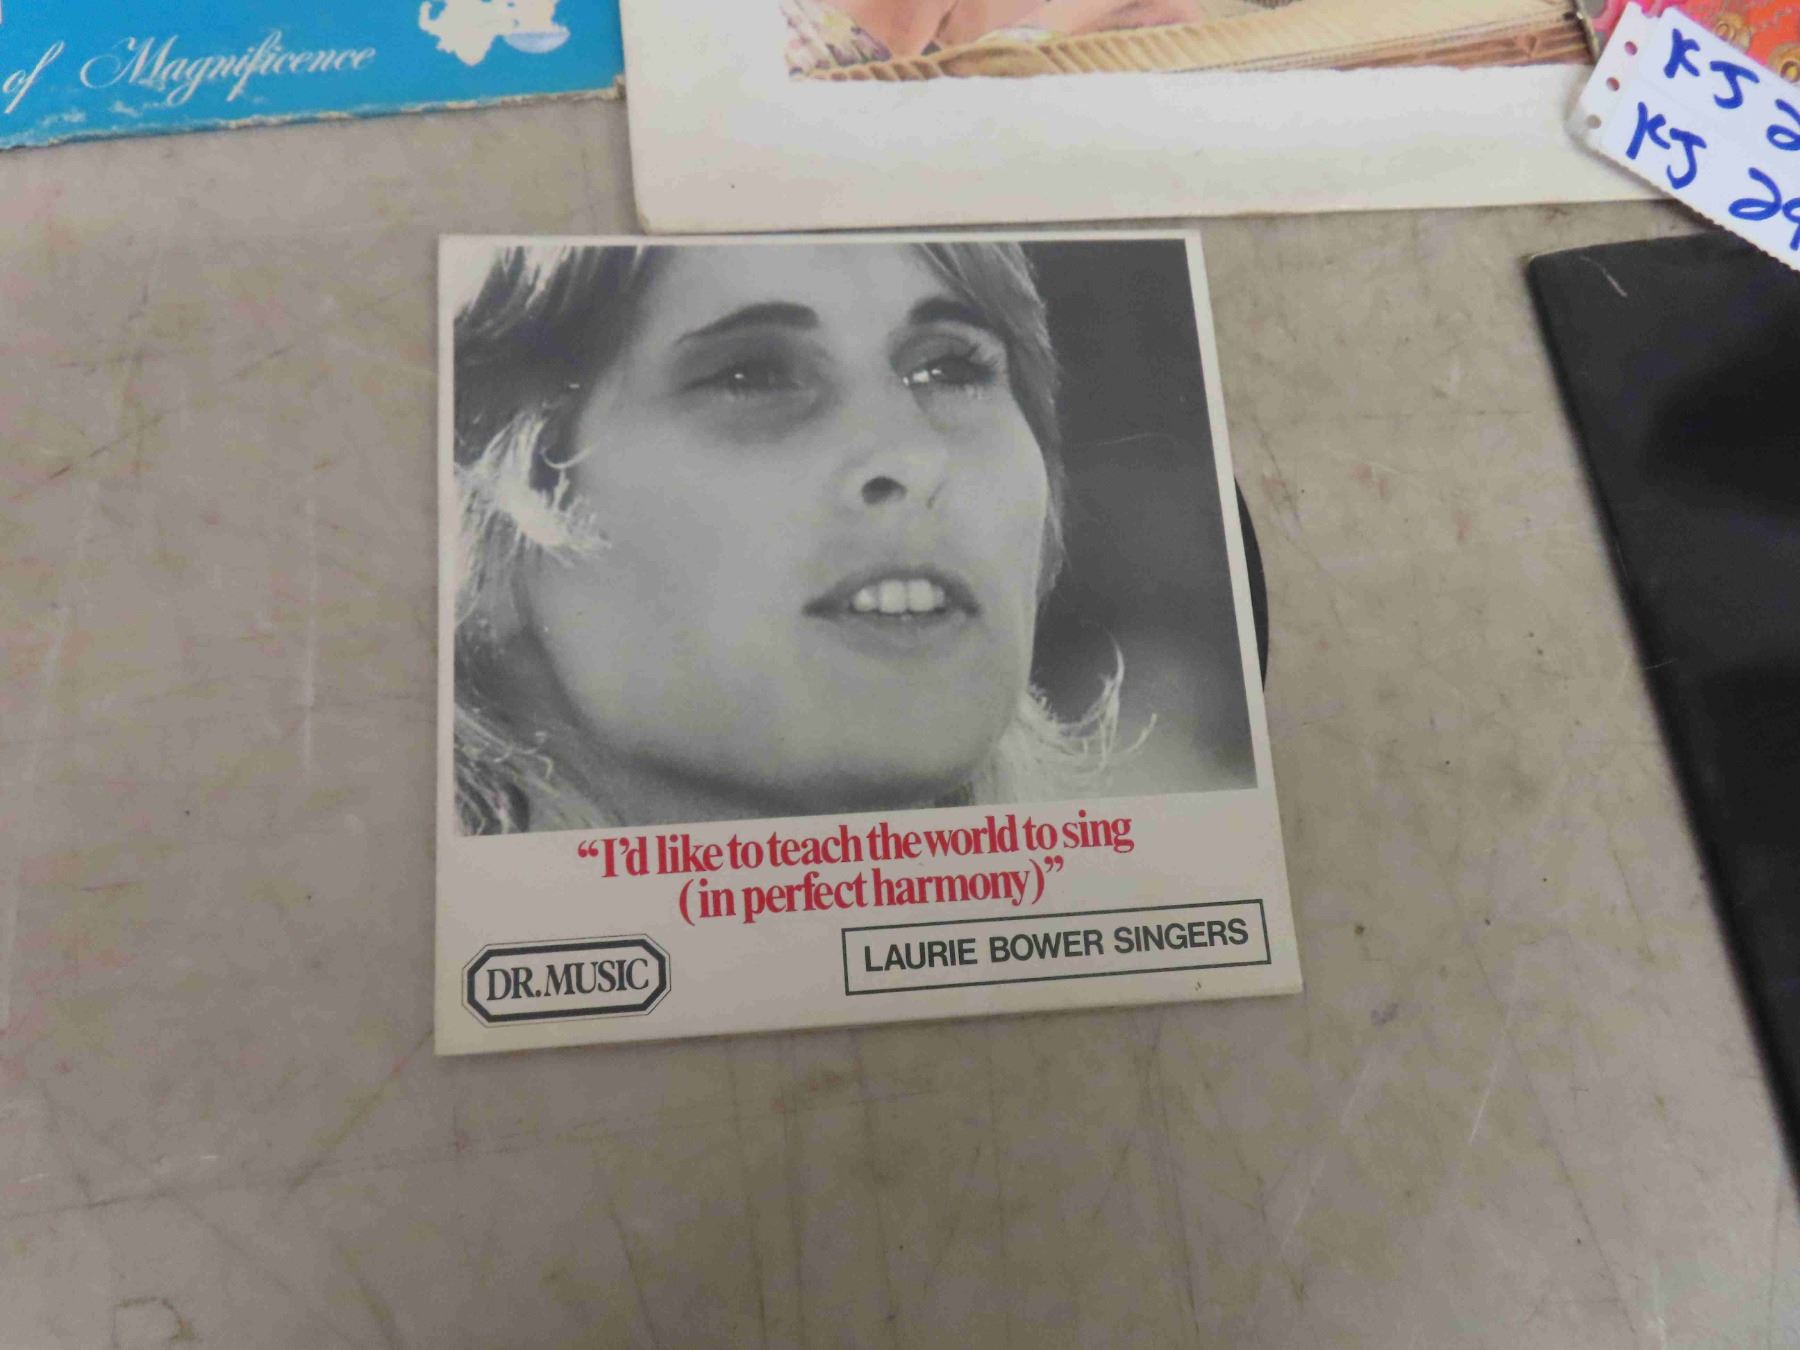 of Magnificence
KJ
KJ
"I'd like to teach the world to sing
(in perfect harmony)"
LAURIE BOWER SINGERS
DR. MUSIC